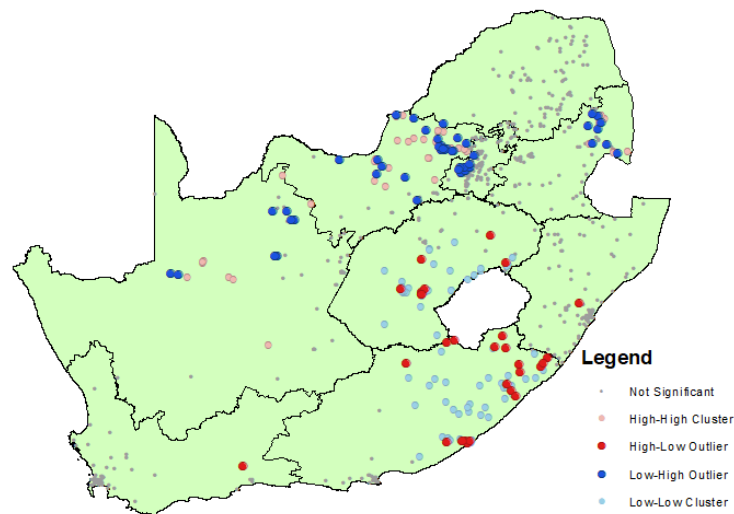 Legend
Not Significant
High-High Cluster
High-Low Outlier
Low-High Outlier
Low-Low Cluster